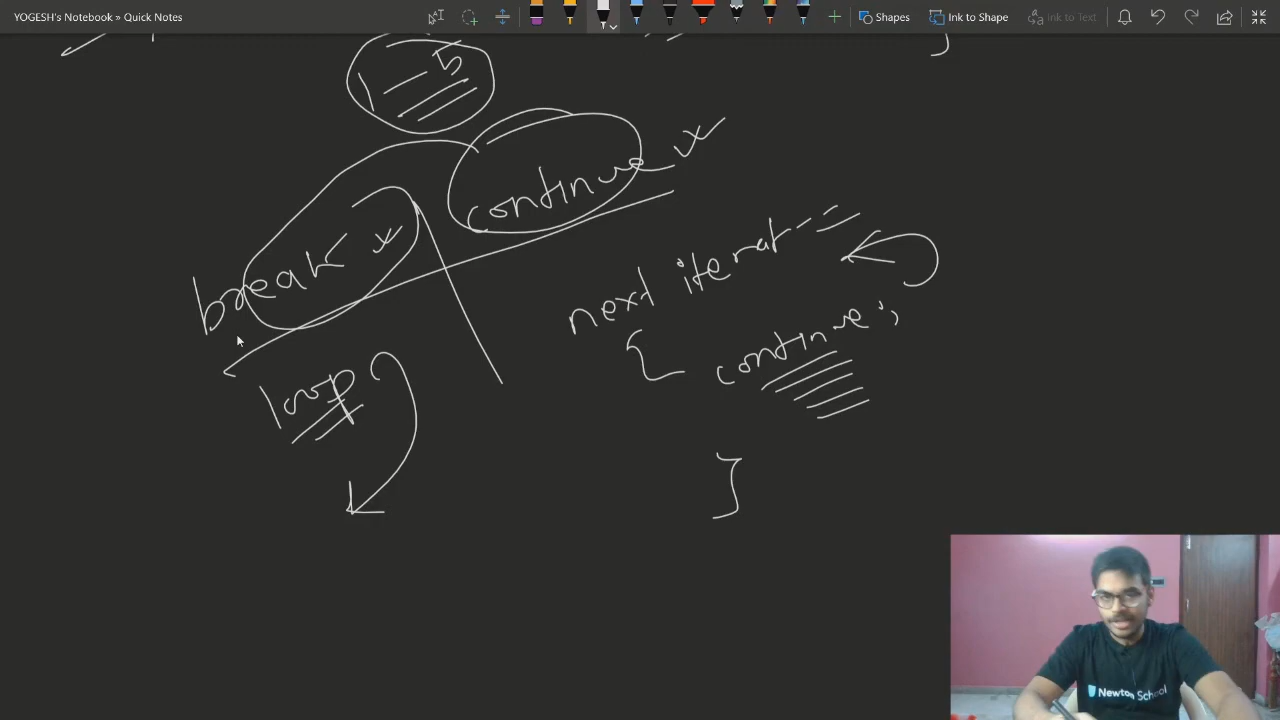 YOGESH's Notebook » Quick Notes
Shapes
Ink to Shape
Ink to Text
1 - 5
continue
break
next iterat--
continue;
{
loop
}
Newton School